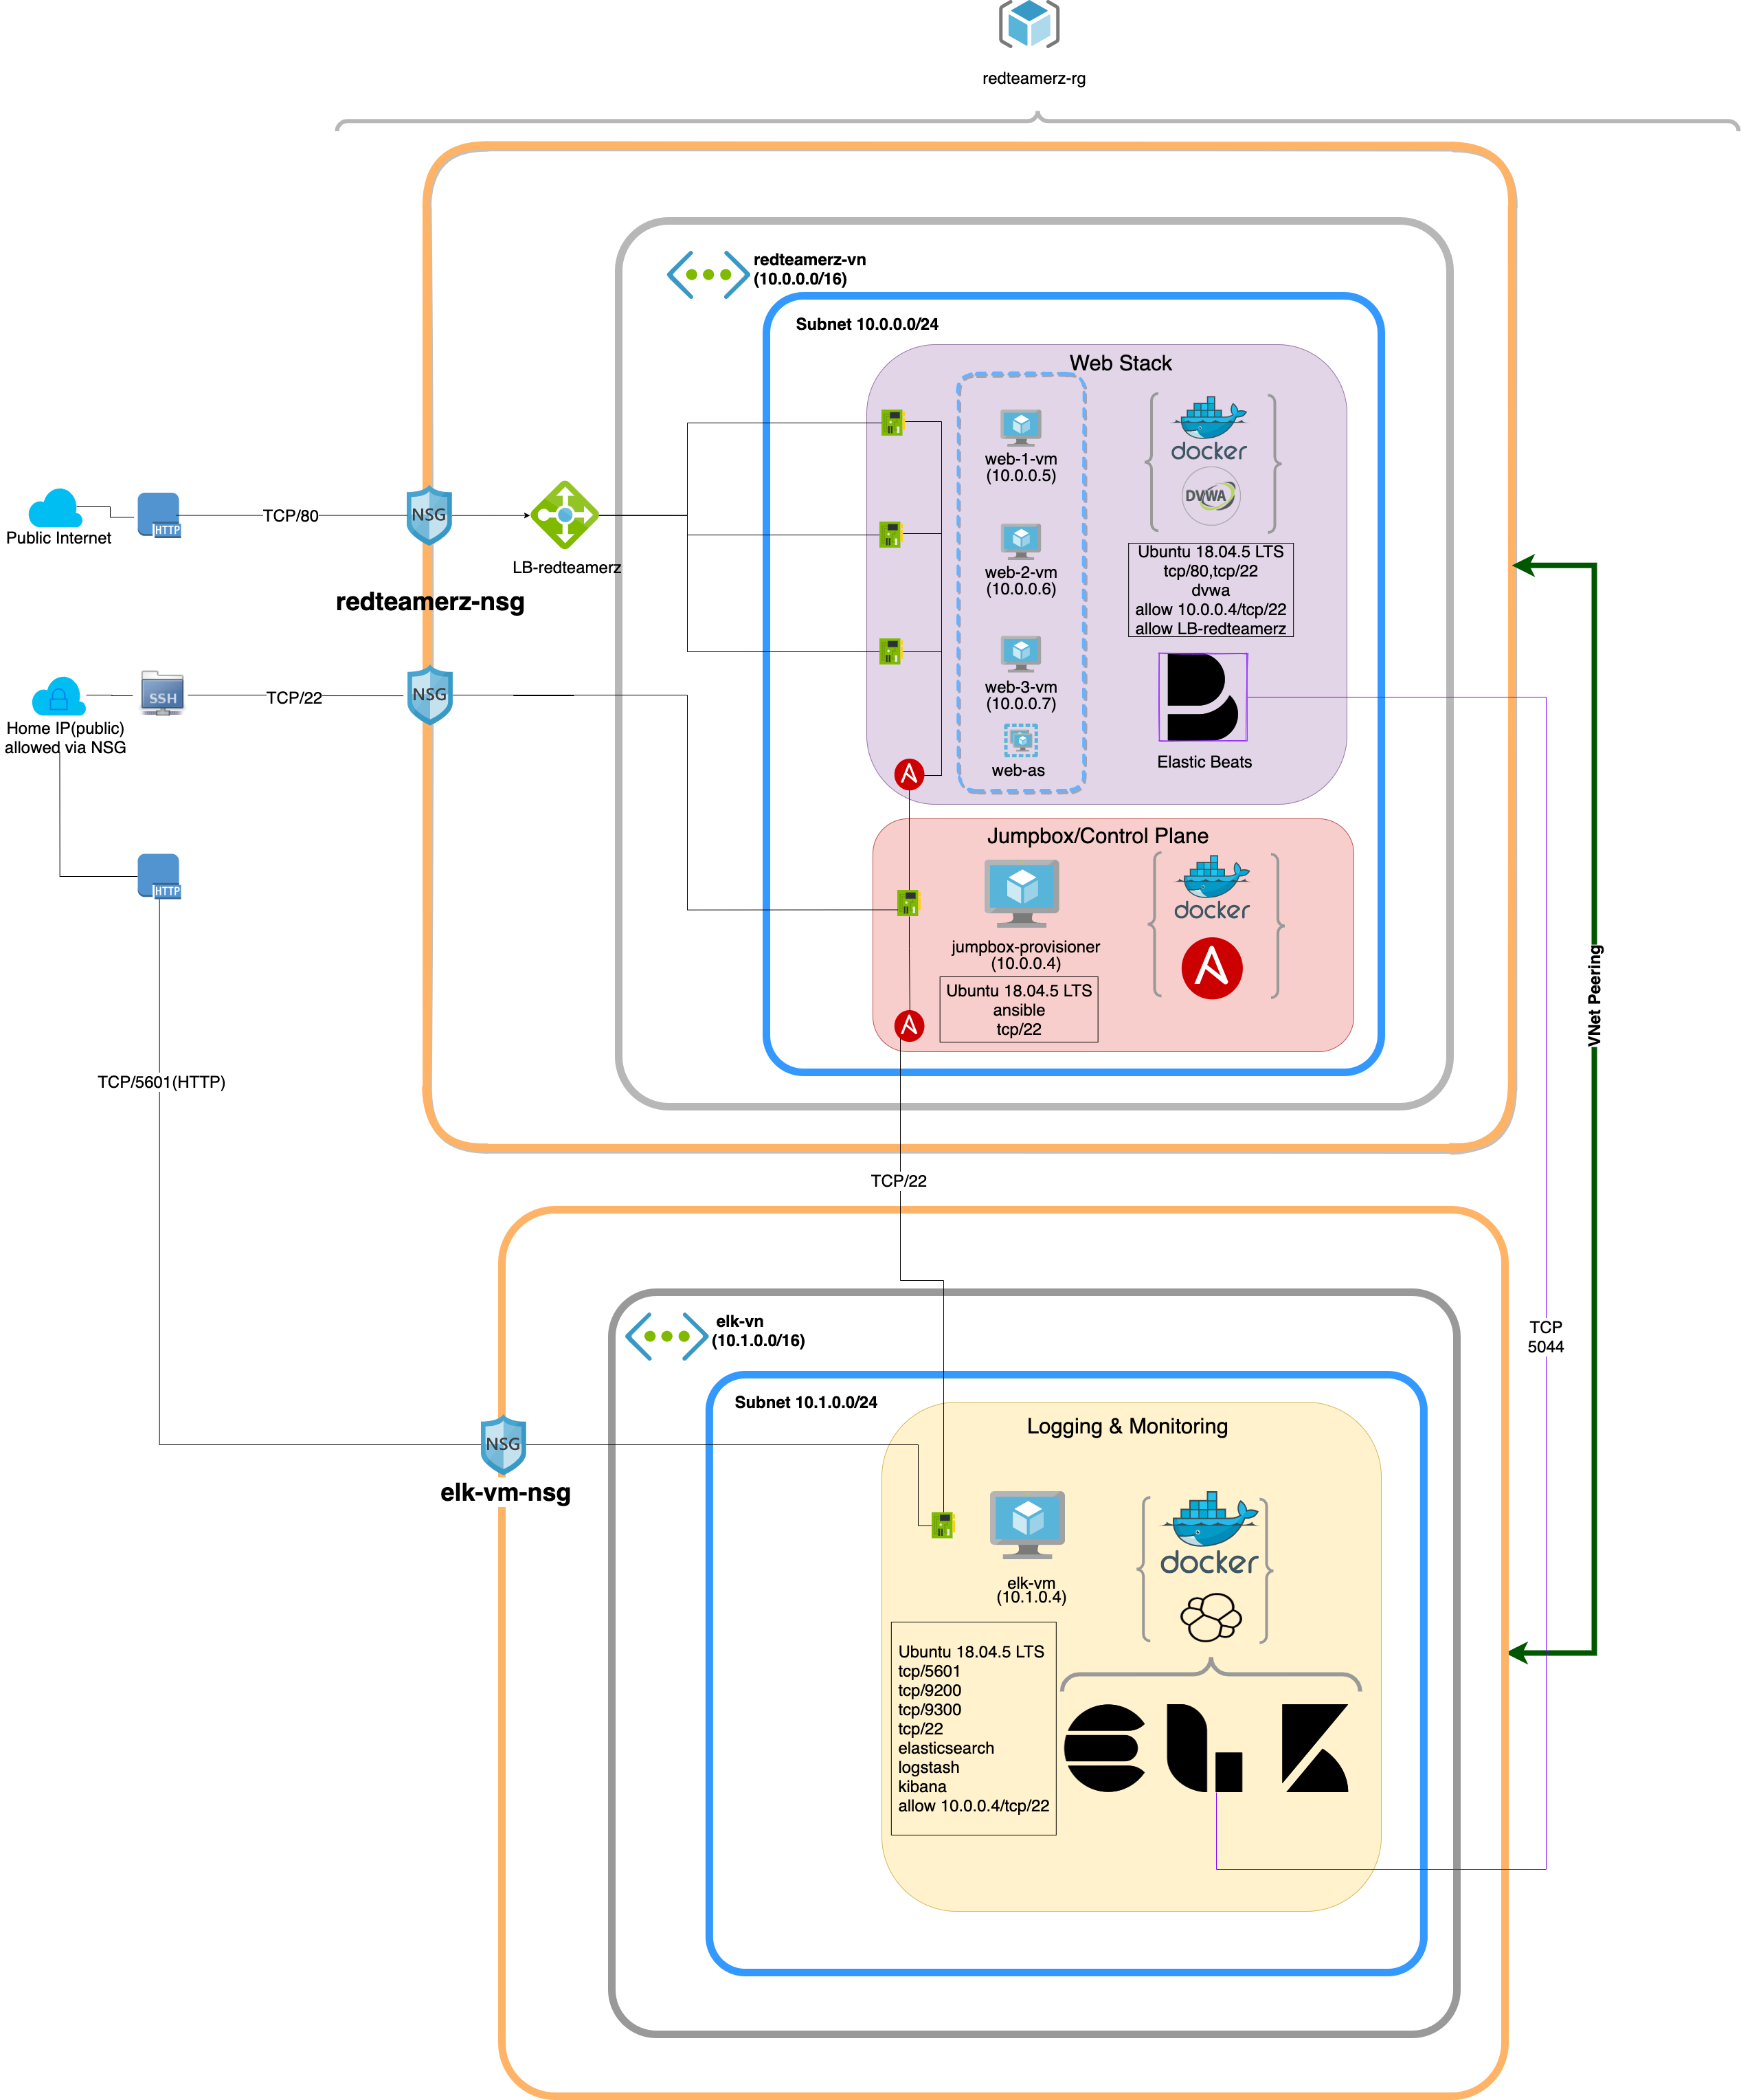 redteamerz-rg
redteamerz-vn
(10.0.0.0/16)
Subnet 10.0.0.0/24
Web Stack
web-1-vm
(10.0.0.5)
docker
DVWA
Public Internet
HTTP
TCP/80
NSG
LB-redteamerz
redteamerz-nsg
web-2-vm
(10.0.0.6)
Ubuntu 18.04.5 LTS
tcp/80,tcp/22
dvwa
allow 10.0.0.4/tcp/22
allow LB-redteamerz
Home IP(public)
allowed via NSG
SSH
TCP/22
NSG
web-3-vm
(10.0.0.7)
web-as
Elastic Beats
HTTP
Jumpbox/Control Plane
jumpbox-provisioner
(10.0.0.4)
docker
Ubuntu 18.04.5 LTS
ansible
tcp/22
VNet Peering
TCP/5601(HTTP)
TCP/22
elk-vn
(10.1.0.0/16)
TCP
5044
Subnet 10.1.0.0/24
Logging & Monitoring
NSG
elk-vm-nsg
elk-vm
(10.1.0.4)
docker
Ubuntu 18.04.5 LTS
tcp/5601
tcp/9200
tcp/9300
tcp/22
elasticsearch
logstash
kibana
allow 10.0.0.4/tcp/22
ELK